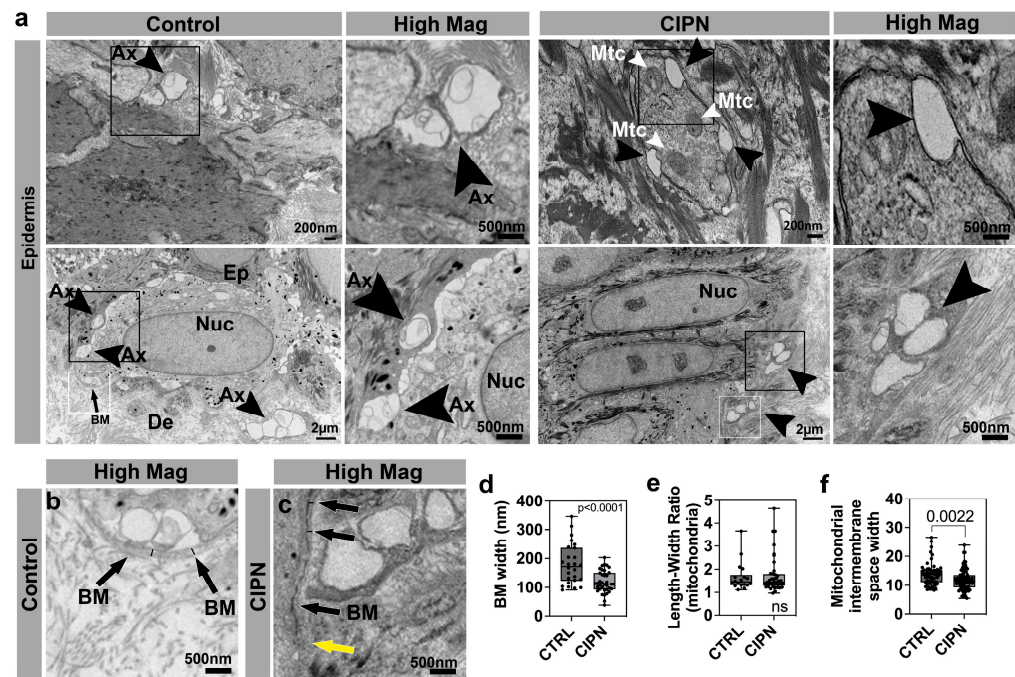 a
Control
High Mag
CIPN
High Mag
Epidermis
Ax
200nm
Ax
500nm
Mtc
Mtc
Mtc
200nm
500nm
Ep
Ax
Nuc
Ax
Ax
BM
De
2µm
Ax
Nuc
Ax
500nm
Nuc
2µm
500nm
High Mag
Control
b
BM
BM
500nm
High Mag
CIPN
c
BM
500nm
d
BM width (nm)
400
300
200
100
0
p<0.0001
CTRL
CIPN
e
Length-Width Ratio
(mitochondria)
5
4
3
2
1
0
ns
CTRL
CIPN
f
Mitochondrial
intermembrane
space width
40
30
20
10
0
0.0022
CTRL
CIPN